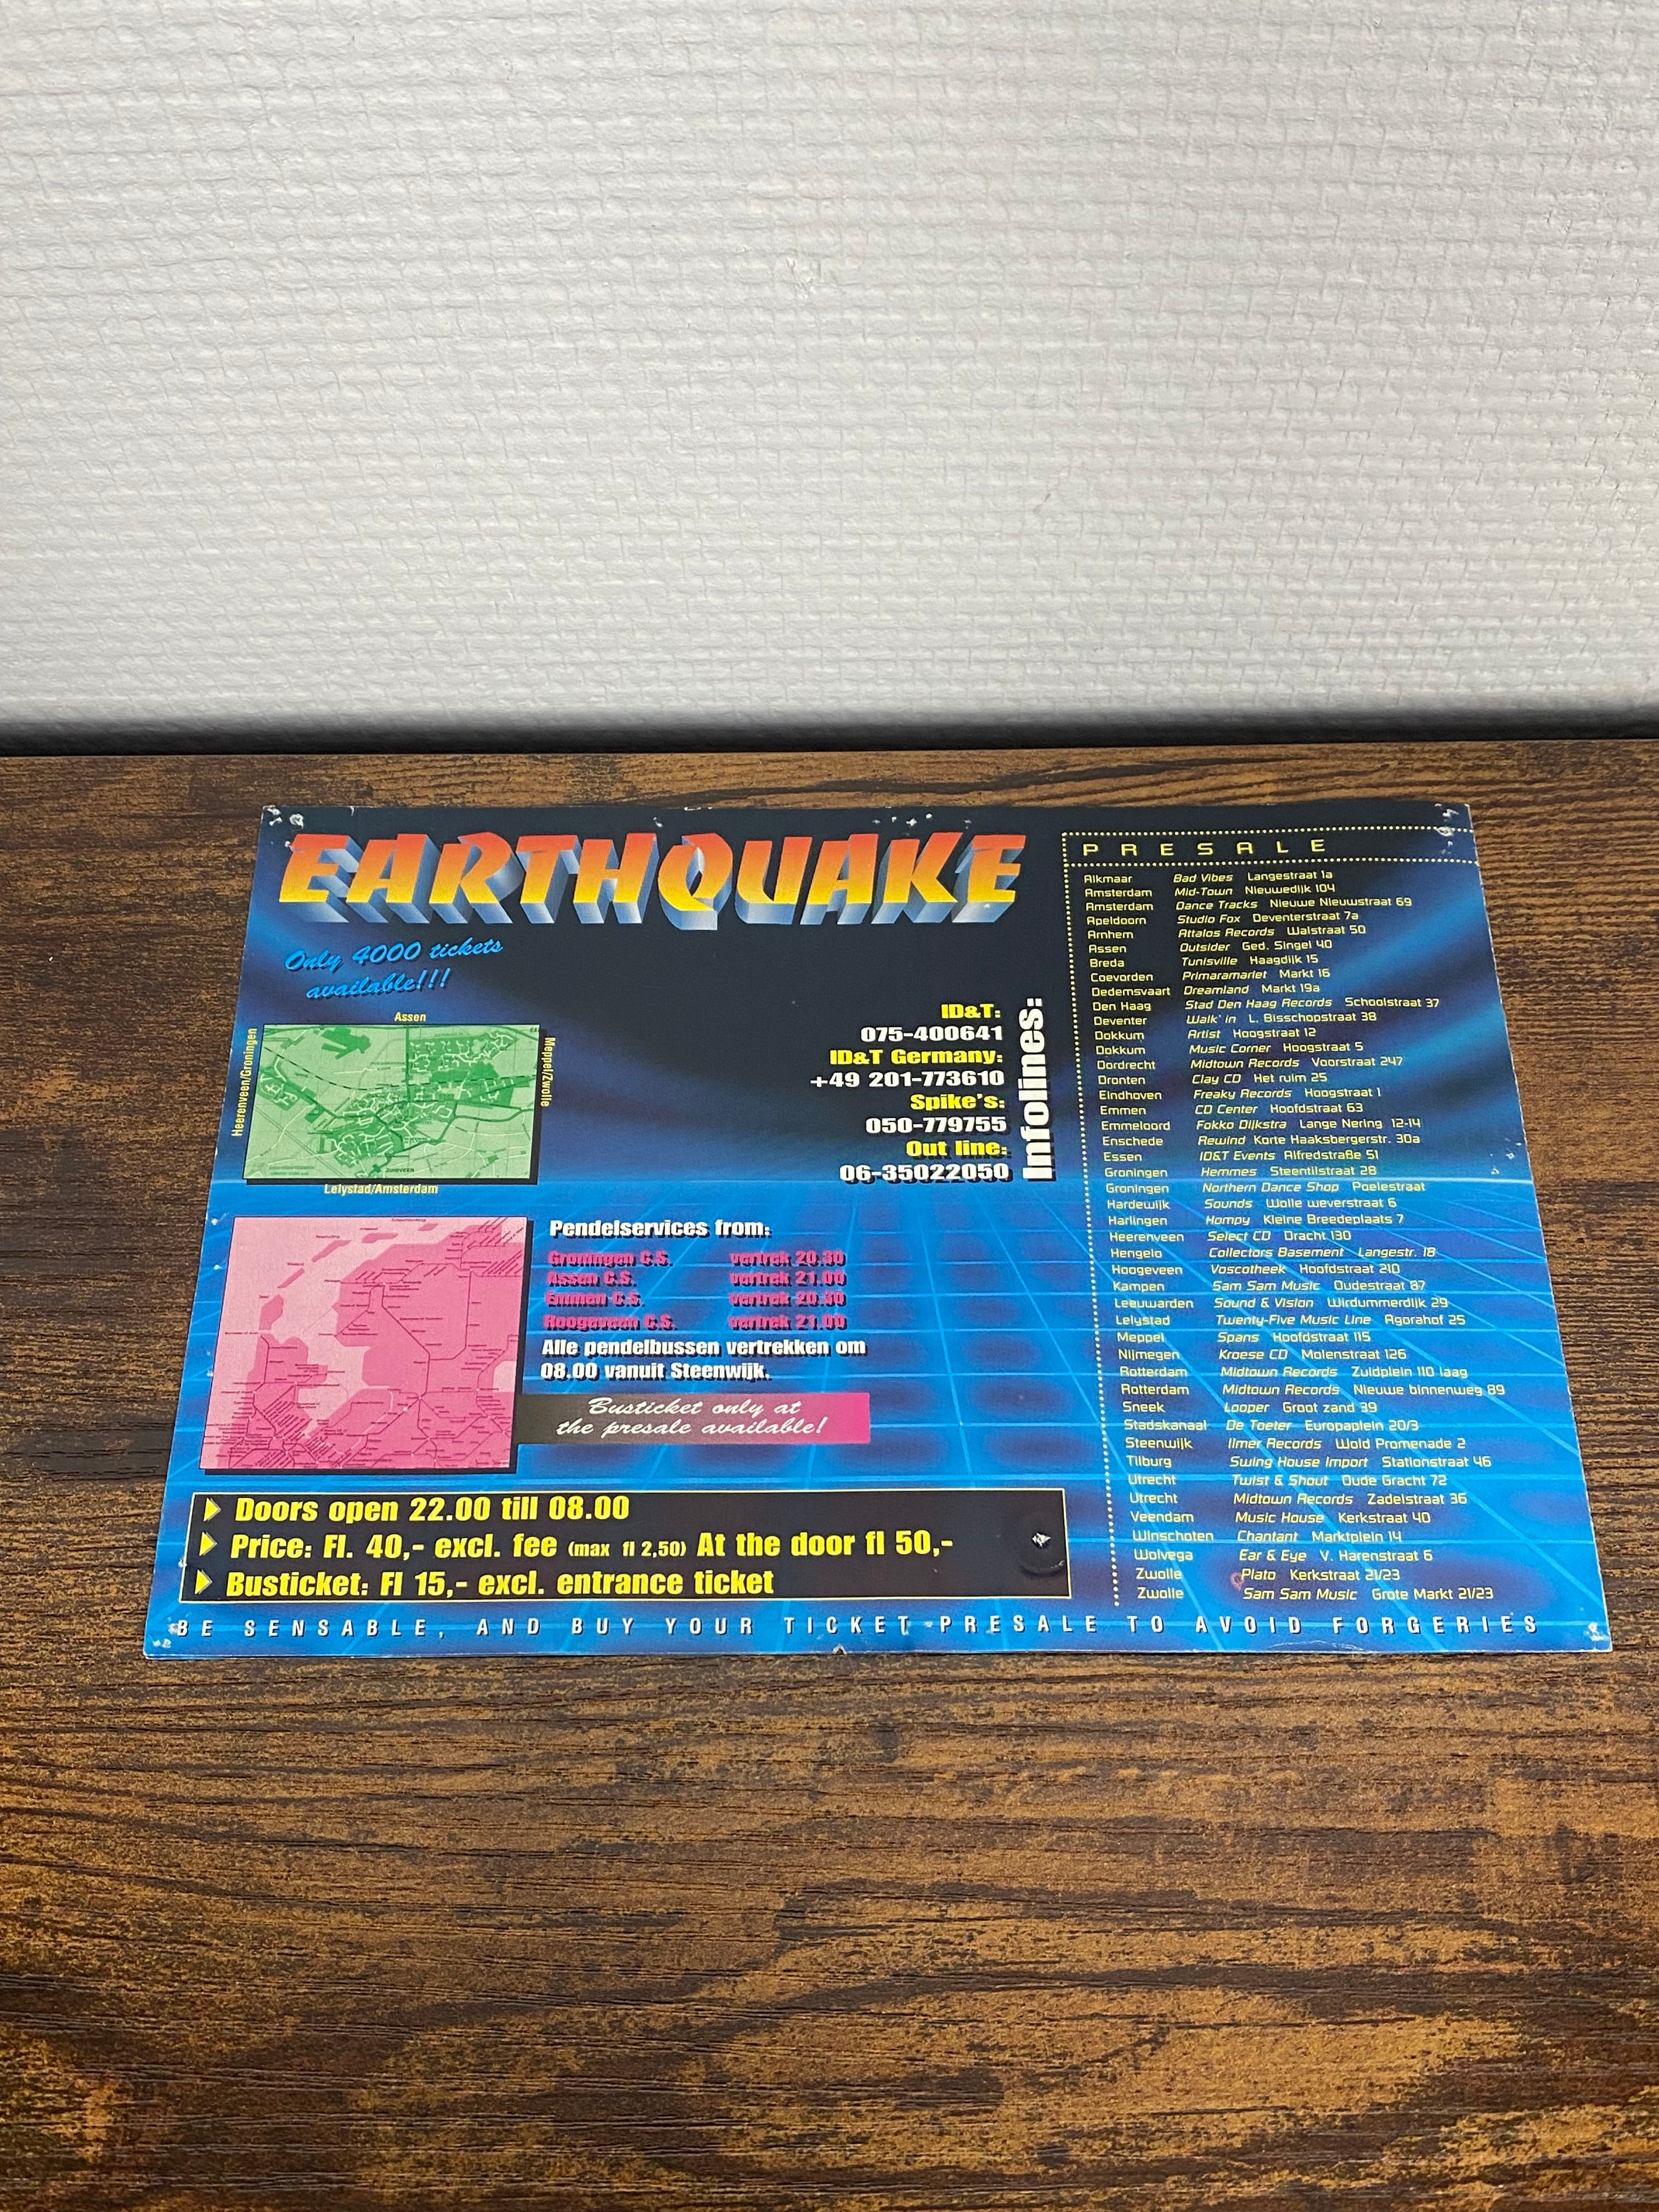 EARTHQUAKE
Only 4000 tickets
available!!!
Assen
Heerenveen/Groningen
Meppel/Zwolle
Lelystad/Amsterdam
Infolines:
ID&T:
075-400641
ID&T Germany:
+49 201-773610
Spike's:
050-779755
Out line:
06-35022050
Pendelservices from:
Groningen C.S. vertrek 20.30
Assen C.S. vertrek 21.00
Emmen C.S. vertrek 20.30
Hoogeveen C.S. vertrek 21.00
Alle pendelbussen vertrekken om
08.00 vanuit Steenwijk.
Busticket only at
the presale available!
Doors open 22.00 till 08.00
Price: Fl. 40,- excl. fee (max fl 2,50) At the door fl 50,-
Busticket: Fl 15,- excl. entrance ticket
PRESALE
Alkmaar Bad Vibes Langestraat 1a
Amsterdam Mid-Town Nieuwedijk 104
Amsterdam Dance Tracks Nieuwe Nieuwstraat 69
Apeldoorn Studio Fox Deventerstraat 7a
Arnhem Attalos Records Walstraat 50
Assen Outsider Ged. Singel 40
Breda Tunisville Haagdijk 15
Coevorden Primaramarlet Markt 16
Dedemsvaart Dreamland Markt 19a
Den Haag Stad Den Haag Records Schoolstraat 37
Deventer Walk' in L. Bisschopstraat 38
Dokkum Artist Hoogstraat 12
Dokkum Music Corner Hoogstraat 5
Dordrecht Midtown Records Voorstraat 247
Dronten Clay CD Het ruim 25
Eindhoven Freaky Records Hoogstraat 1
Emmen CD Center Hoofdstraat 63
Emmeloord Fokko Dijkstra Lange Nering 12-14
Enschede Rewind Korte Haaksbergerstr. 30a
Essen ID&T Events Alfredstraße 51
Groningen Hemmes Steentilstraat 28
Groningen Northern Dance Shop Poelestraat
Hardewijk Sounds Wolle weverstraat 6
Harlingen Hompy Kleine Breedeplaats 7
Heerenveen Select CD Dracht 130
Hengelo Collectors Basement Langestr. 18
Hoogeveen Voscotheek Hoofdstraat 210
Kampen Sam Sam Music Oudestraat 87
Leeuwarden Sound & Vision Wirdummerdijk 29
Lelystad Twenty-Five Music Line Agorahof 25
Meppel Spans Hoofdstraat 115
Nijmegen Kroese CD Molenstraat 126
Rotterdam Midtown Records Zuidplein 110 laag
Rotterdam Midtown Records Nieuwe binnenweg 89
Sneek Looper Groot zand 39
Stadskanaal De Toeter Europaplein 20/3
Steenwijk Ilmer Records Wold Promenade 2
Tilburg Swing House Import Stationstraat 46
Utrecht Twist & Shout Oude Gracht 72
Utrecht Midtown Records Zadelstraat 36
Veendam Music House Kerkstraat 40
Winschoten Chantant Marktplein 14
Wolvega Ear & Eye V. Harenstraat 6
Zwolle Plato Kerkstraat 21/23
Zwolle Sam Sam Music Grote Markt 21/23
BE SENSABLE, AND BUY YOUR TICKET PRESALE TO AVOID FORGERIES